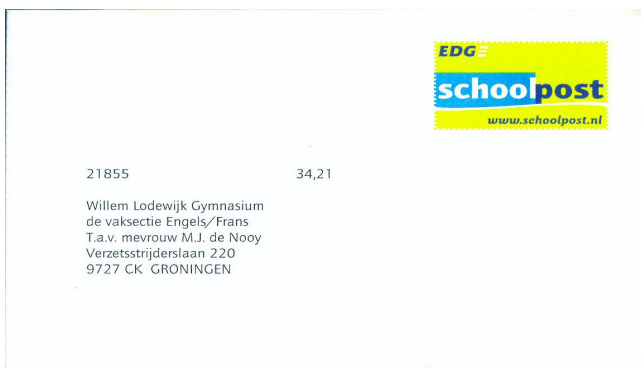 EDG
schoolpost
www.schoolpost.nl
21855 34,21
Willem Lodewijk Gymnasium
de vaksectie Engels/Frans
T.a.v. mevrouw M.J. de Nooy
Verzetsstrijderslaan 220
9727 CK GRONINGEN